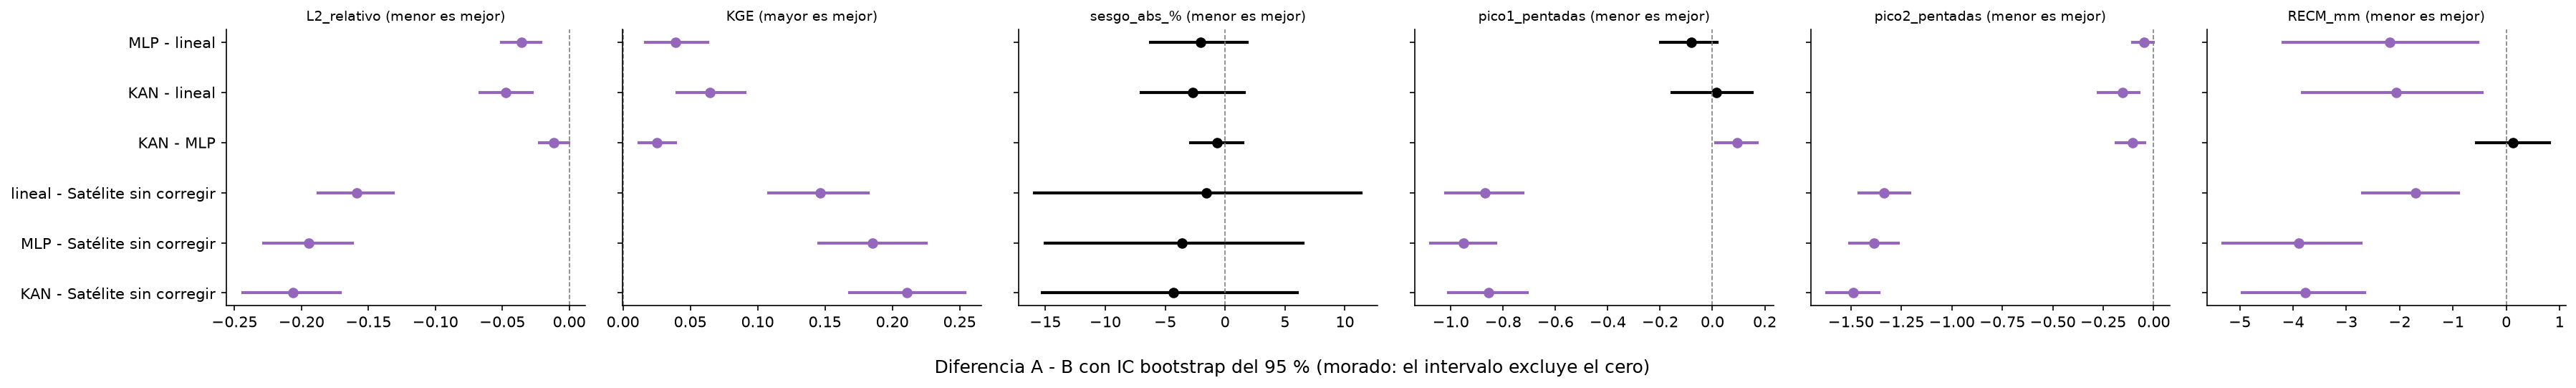 L2_relativo (menor es mejor)
KGE (mayor es mejor)
sesgo_abs_% (menor es mejor)
pico1_pentadas (menor es mejor)
pico2_pentadas (menor es mejor)
RECM_mm (menor es mejor)
MLP - lineal
KAN - lineal
KAN - MLP
lineal - Satélite sin corregir
MLP - Satélite sin corregir
KAN - Satélite sin corregir
−0.25 −0.20 −0.15 −0.10 −0.05 0.00
0.00 0.05 0.10 0.15 0.20 0.25
−15 −10 −5 0 5 10
−1.0 −0.8 −0.6 −0.4 −0.2 0.0 0.2
−1.50 −1.25 −1.00 −0.75 −0.50 −0.25 0.00
−5 −4 −3 −2 −1 0 1
Diferencia A - B con IC bootstrap del 95 % (morado: el intervalo excluye el cero)